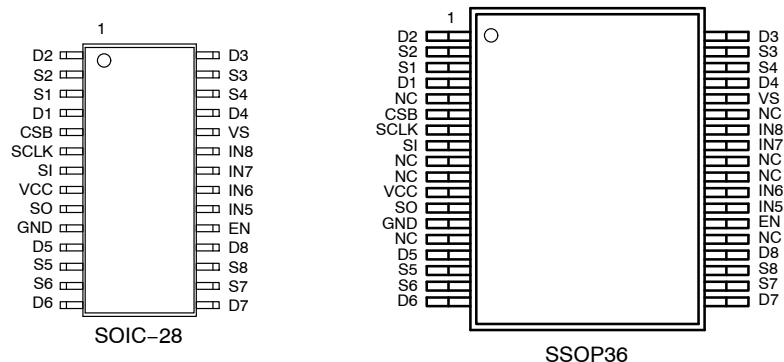 1
D2 D3
S2 S3
S1 S4
D1 D4
CSB VS
SCLK IN8
SI IN7
VCC IN6
SO IN5
GND EN
D5 D8
S5 S8
S6 S7
D6 D7
SOIC−28
1
D2 D3
S2 S3
S1 S4
D1 D4
NC VS
CSB NC
SCLK IN8
SI IN7
NC NC
NC NC
VCC IN6
SO IN5
GND EN
NC NC
D5 D8
S5 S8
S6 S7
D6 D7
SSOP36